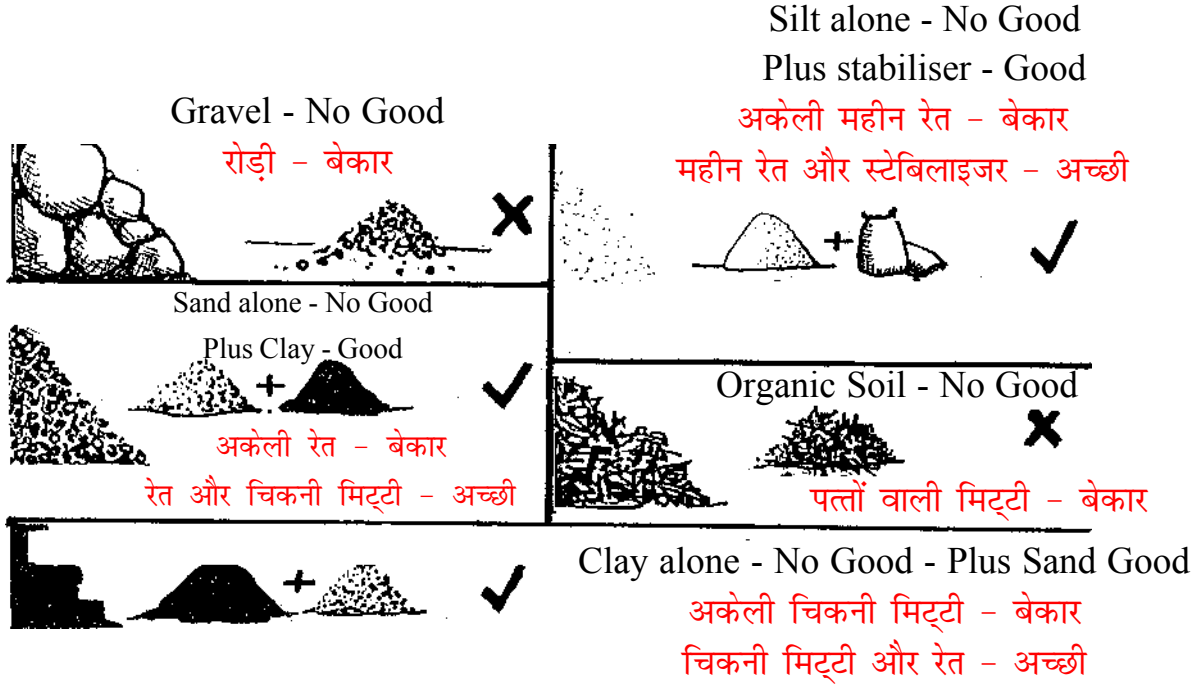 Gravel - No Good
रोड़ी - बेकार
Silt alone - No Good
Plus stabiliser - Good
अकेली महीन रेत - बेकार
महीन रेत और स्टेबिलाइजर - अच्छी
Sand alone - No Good
Plus Clay - Good
अकेली रेत - बेकार
रेत और चिकनी मिट्टी - अच्छी
Organic Soil - No Good
पत्तों वाली मिट्टी - बेकार
Clay alone - No Good - Plus Sand Good
अकेली चिकनी मिट्टी - बेकार
चिकनी मिट्टी और रेत - अच्छी